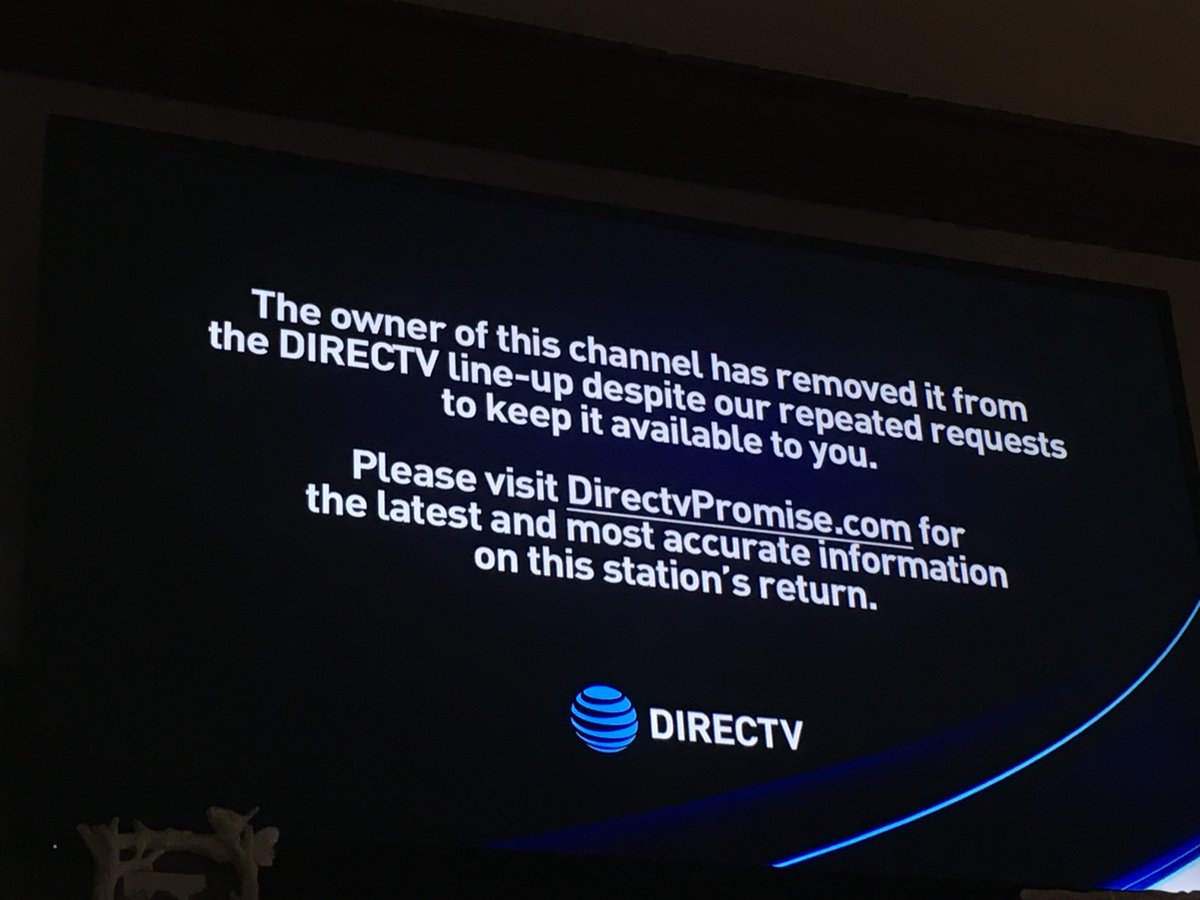 The owner of this channel has removed it from
the DIRECTV line-up despite our repeated requests
to keep it available to you.
Please visit DirectvPromise.com for
the latest and most accurate information
on this station's return.
DIRECTV